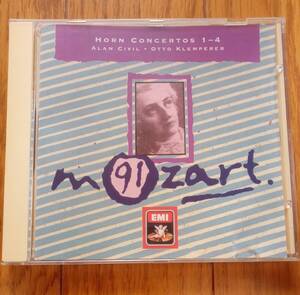 HORN CONCERTOS 1–4
ALAN CIVIL • OTTO KLEMPERER
m91zart.
EMI